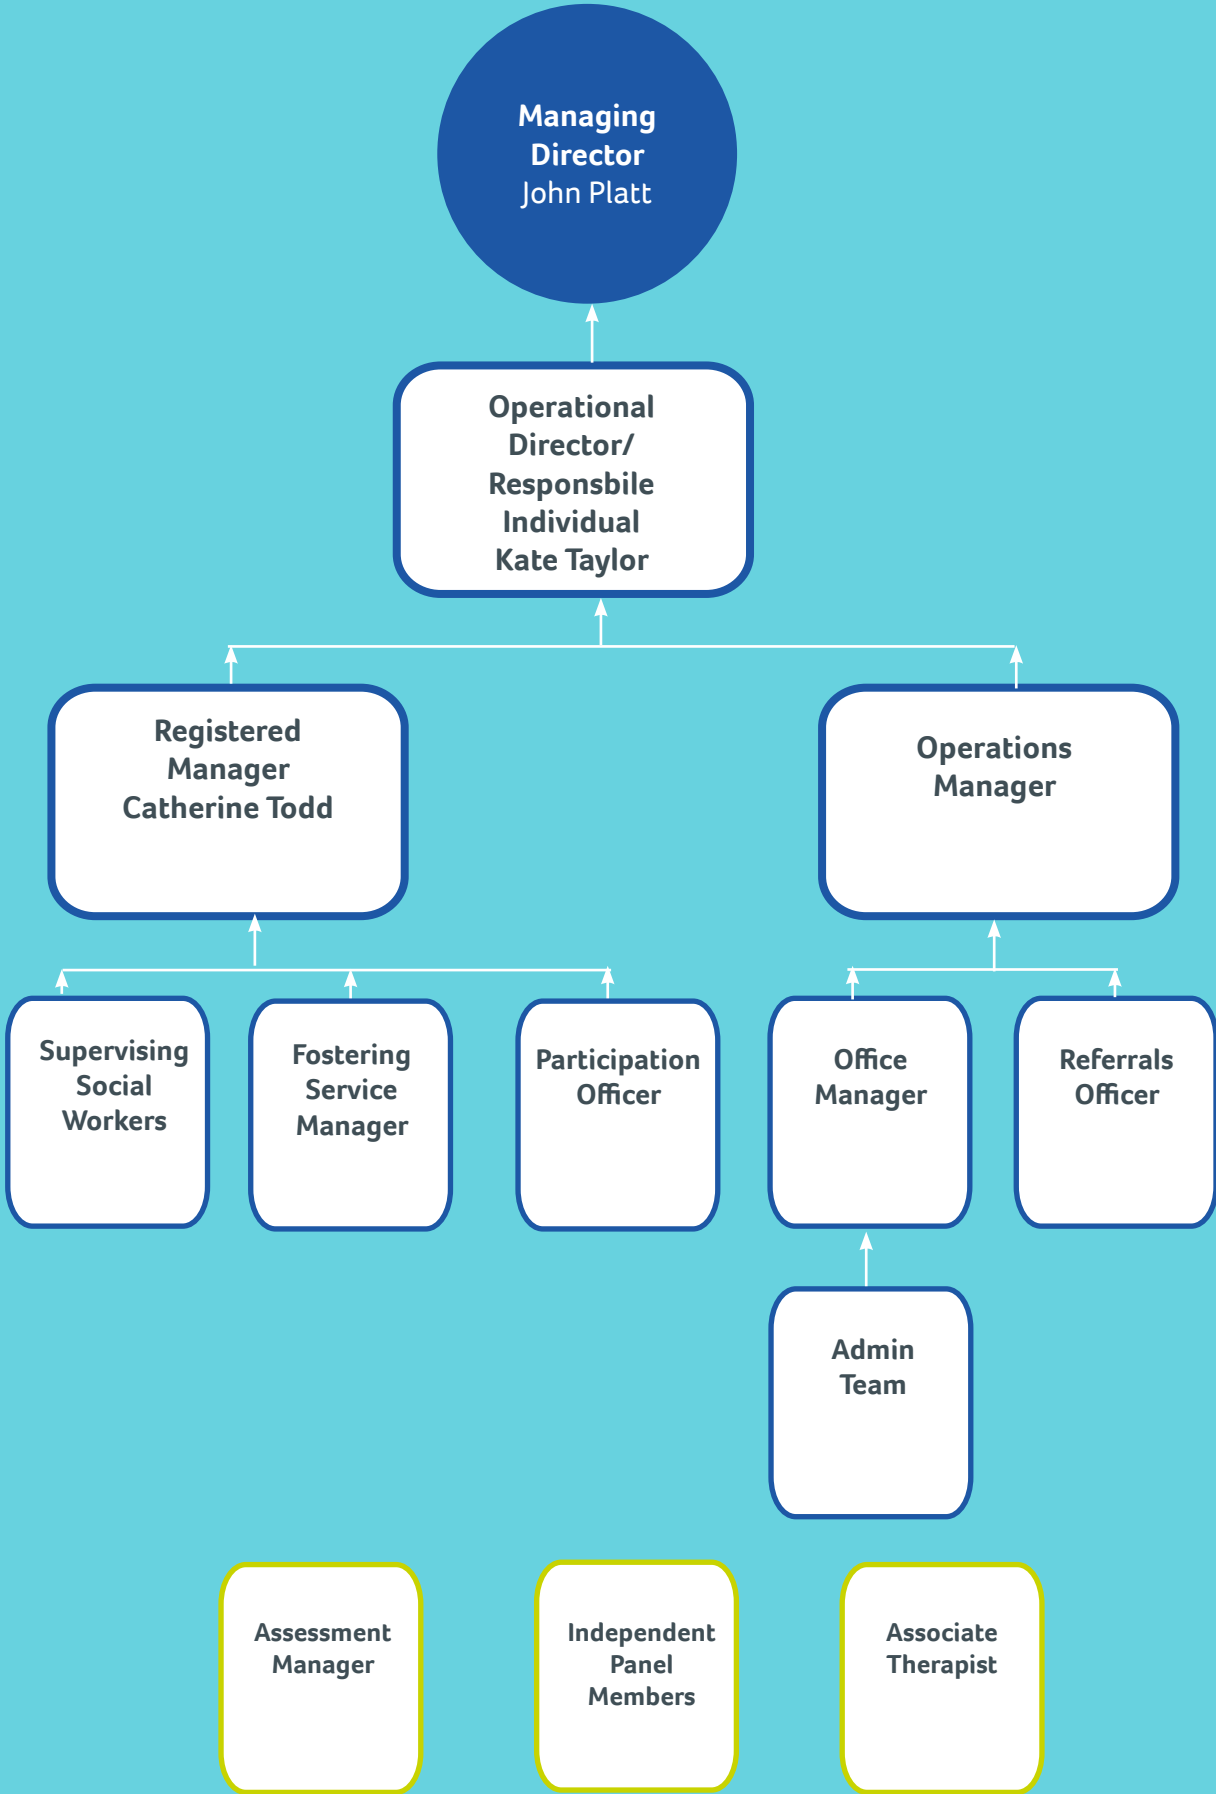 Managing
Director
John Platt
Operational
Director/
Responsbile
Individual
Kate Taylor
Registered
Manager
Catherine Todd
Operations
Manager
Supervising
Social
Workers
Fostering
Service
Manager
Participation
Officer
Office
Manager
Referrals
Officer
Admin
Team
Assessment
Manager
Independent
Panel
Members
Associate
Therapist